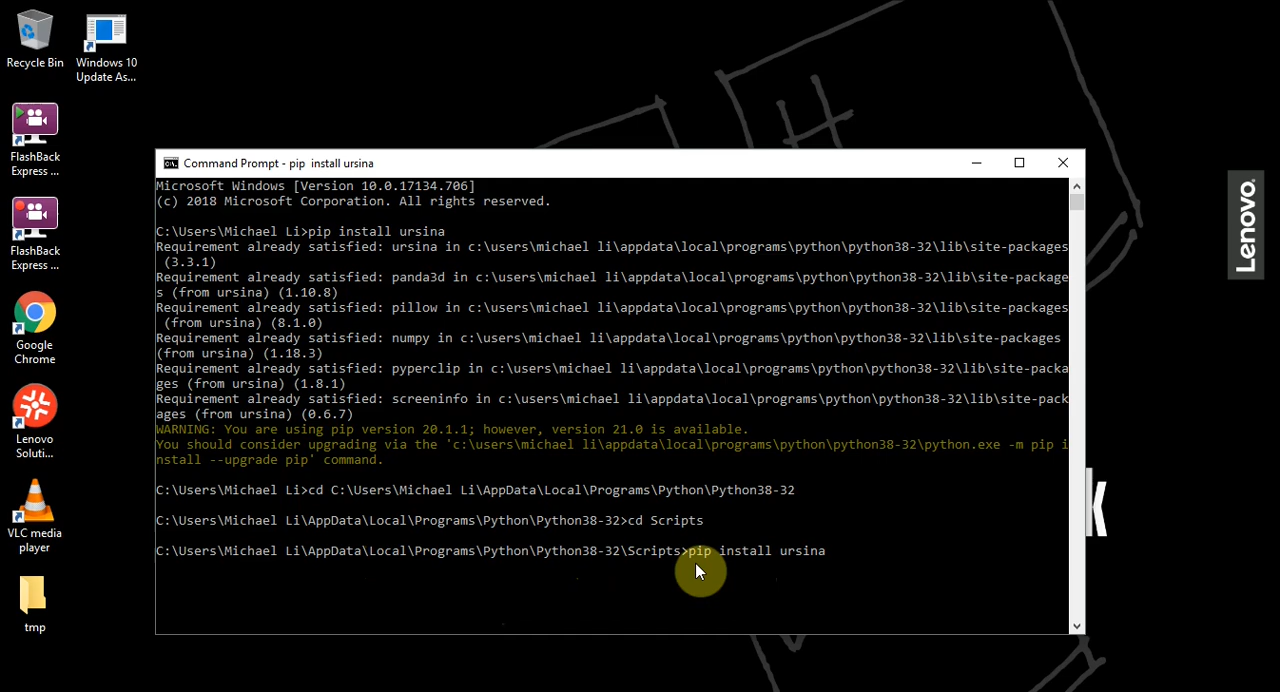 Recycle Bin
Windows 10
Update As...
FlashBack
Express ...
FlashBack
Express ...
Google
Chrome
Lenovo
Soluti...
VLC media
player
tmp
Command Prompt - pip  install ursina
Microsoft Windows [Version 10.0.17134.706]
(c) 2018 Microsoft Corporation. All rights reserved.
C:\Users\Michael Li>pip install ursina
Requirement already satisfied: ursina in c:\users\michael li\appdata\local\programs\python\python38-32\lib\site-packages
 (3.3.1)
Requirement already satisfied: panda3d in c:\users\michael li\appdata\local\programs\python\python38-32\lib\site-package
s (from ursina) (1.10.8)
Requirement already satisfied: pillow in c:\users\michael li\appdata\local\programs\python\python38-32\lib\site-packages
 (from ursina) (8.1.0)
Requirement already satisfied: numpy in c:\users\michael li\appdata\local\programs\python\python38-32\lib\site-packages
(from ursina) (1.18.3)
Requirement already satisfied: pyperclip in c:\users\michael li\appdata\local\programs\python\python38-32\lib\site-packa
ges (from ursina) (1.8.1)
Requirement already satisfied: screeninfo in c:\users\michael li\appdata\local\programs\python\python38-32\lib\site-pack
ages (from ursina) (0.6.7)
WARNING: You are using pip version 20.1.1; however, version 21.0 is available.
You should consider upgrading via the 'c:\users\michael li\appdata\local\programs\python\python38-32\python.exe -m pip i
nstall --upgrade pip' command.
C:\Users\Michael Li>cd C:\Users\Michael Li\AppData\Local\Programs\Python\Python38-32
C:\Users\Michael Li\AppData\Local\Programs\Python\Python38-32>cd Scripts
C:\Users\Michael Li\AppData\Local\Programs\Python\Python38-32\Scripts>pip install ursina
Lenovo